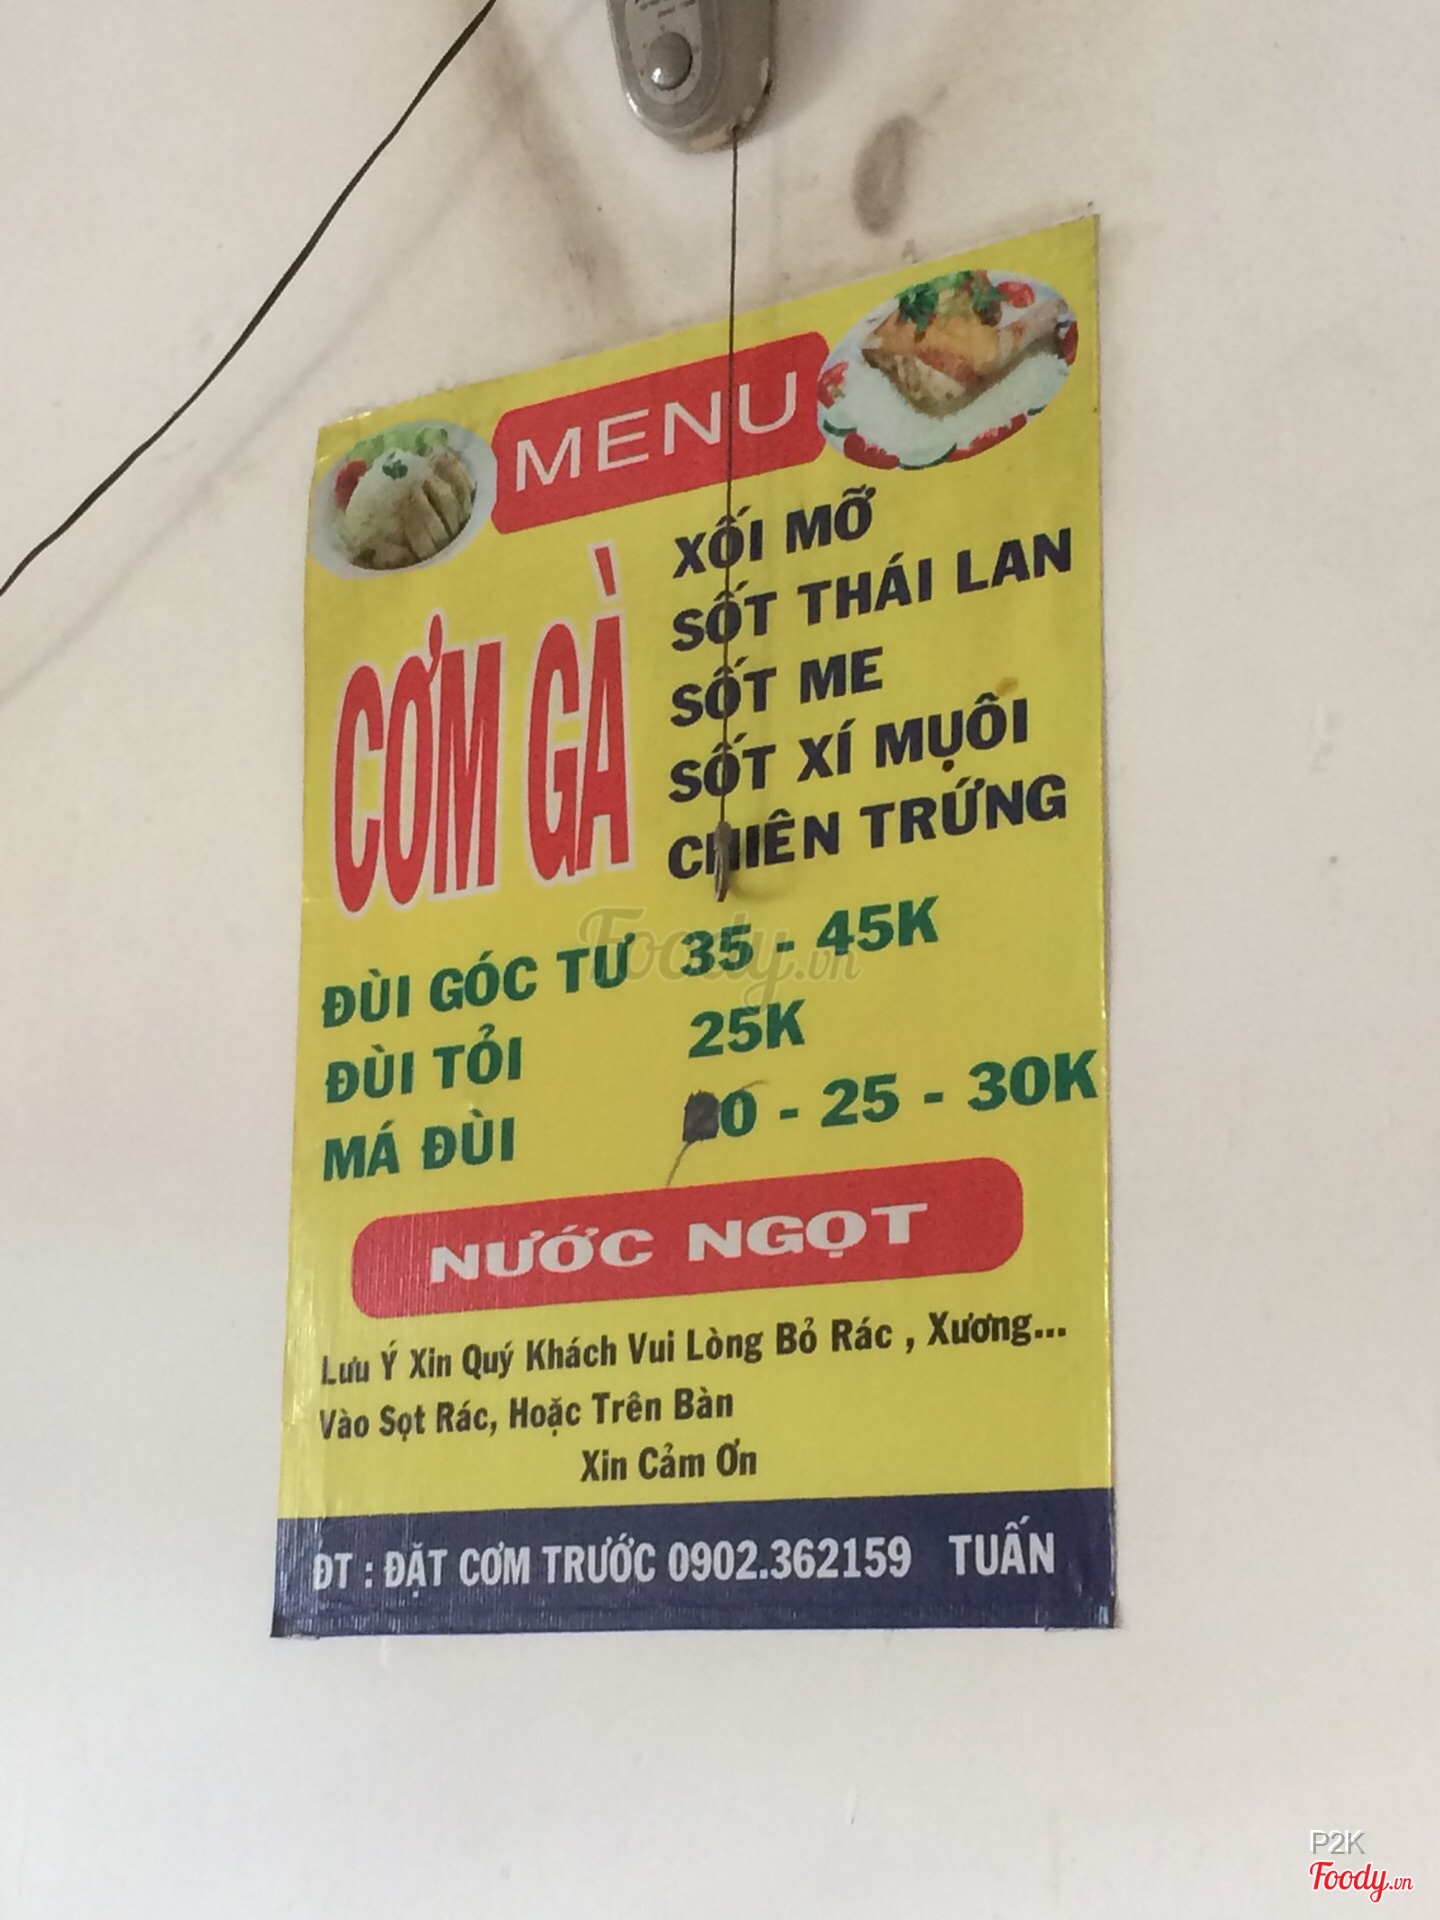 MENU
CƠM GÀ
XỐI MỠ
SỐT THÁI LAN
SỐT ME
SỐT XÍ MUỘI
CHIÊN TRỨNG
ĐÙI GÓC TƯ 35 - 45K
ĐÙI TỎI 25K
MÁ ĐÙI 20 - 25 - 30K
NƯỚC NGỌT
Lưu Ý Xin Quý Khách Vui Lòng Bỏ Rác , Xương...
Vào Sọt Rác, Hoặc Trên Bàn
Xin Cảm Ơn
ĐT : ĐẶT CƠM TRƯỚC 0902.362159 TUẤN
Foody.vn
P2K
Foody.vn